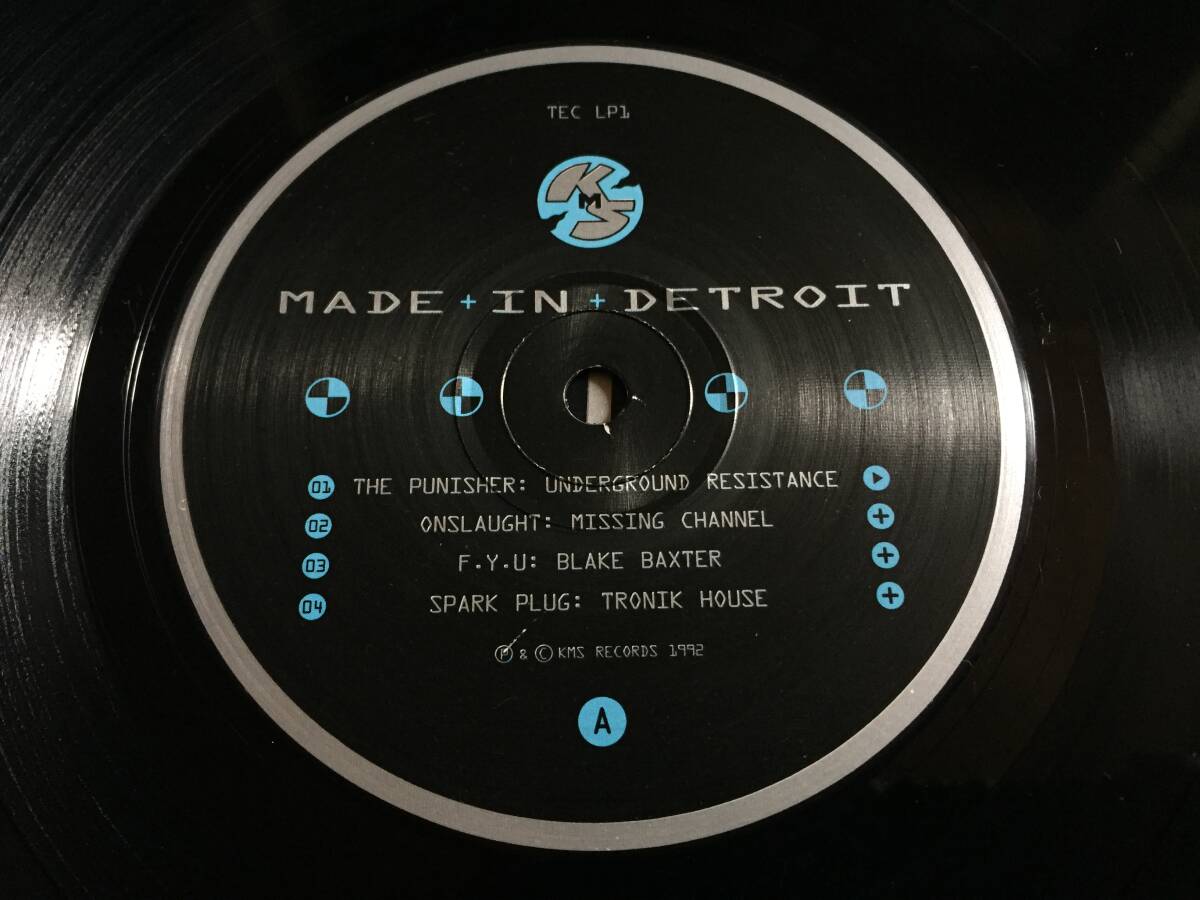 TEC LP1
KMS
MADE + IN + DETROIT
01 THE PUNISHER: UNDERGROUND RESISTANCE
02 ONSLAUGHT: MISSING CHANNEL +
03 F.Y.U: BLAKE BAXTER +
04 SPARK PLUG: TRONIK HOUSE +
℗ & © KMS RECORDS 1992
A